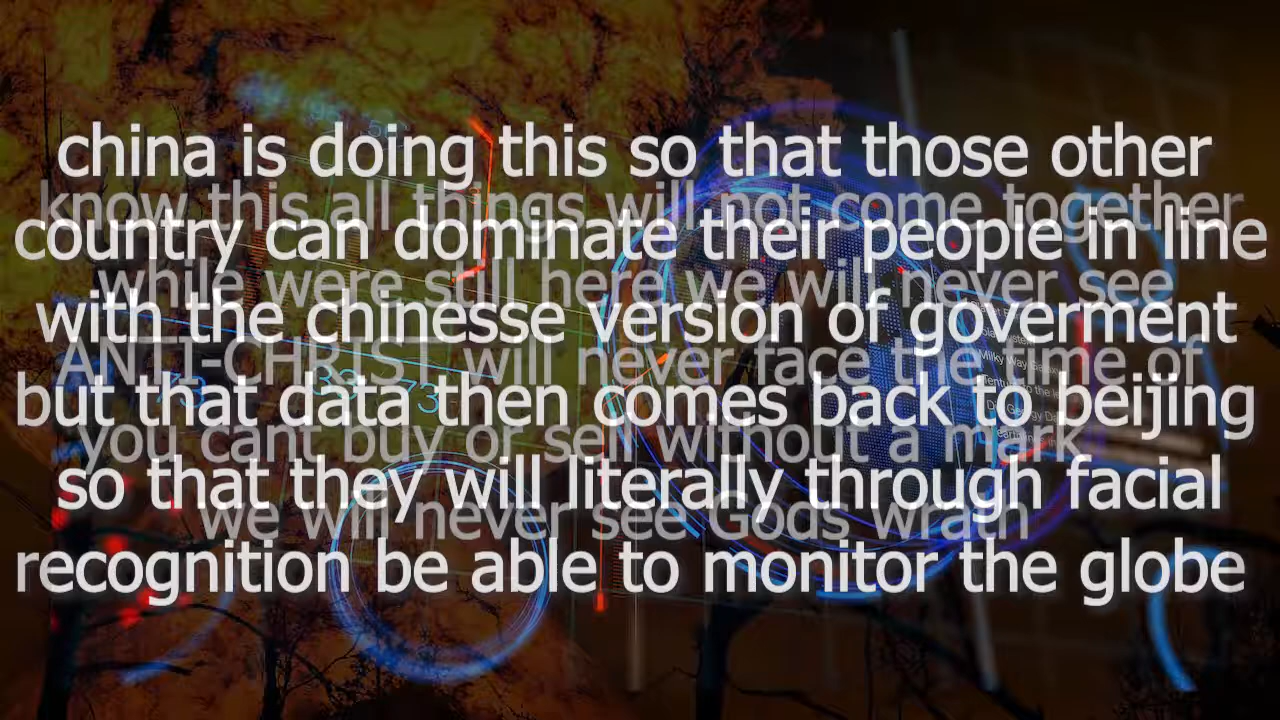 china is doing this so that those other
know this all things will not come together
country can dominate their people in line
while were still here we will never see
with the chinesse version of goverment
ANTI-CHRIST will never face the time of
but that data then comes back to beijing
you cant buy or sell without a mark
so that they will literally through facial
we will never see Gods wrath
recognition be able to monitor the globe
Milky Way